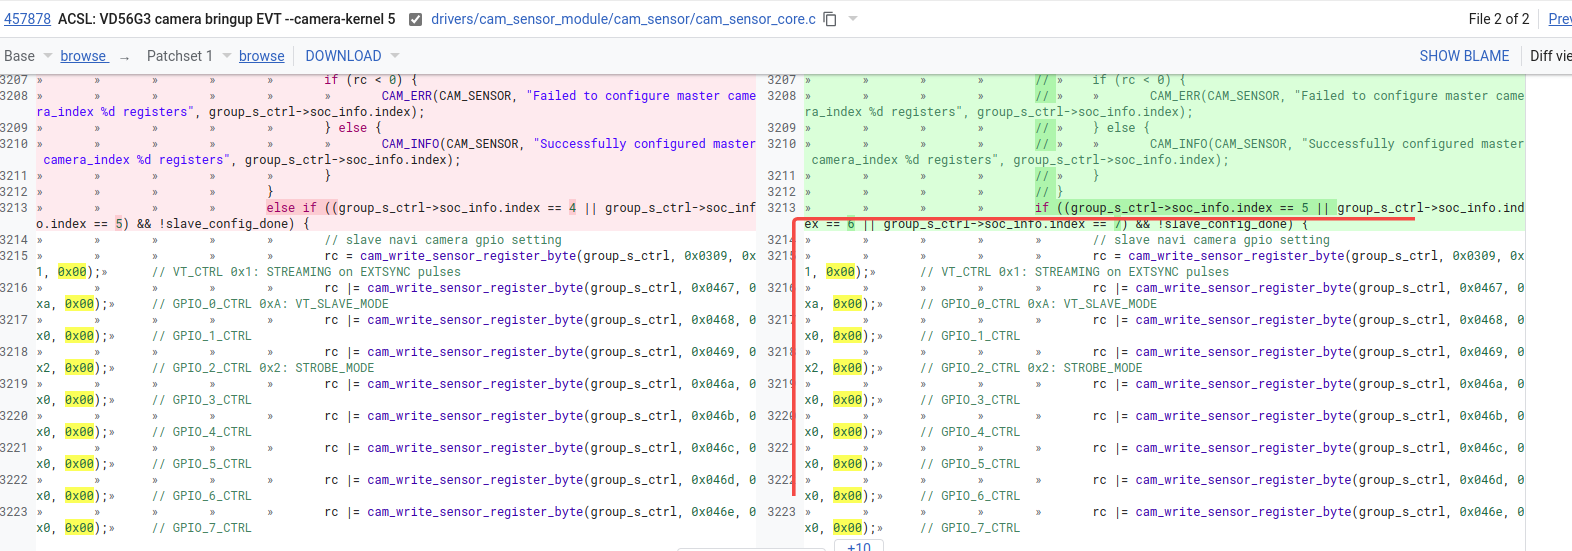 457878 ACSL: VD56G3 camera bringup EVT --camera-kernel 5 drivers/cam_sensor_module/cam_sensor/cam_sensor_core.c File 2 of 2 Prev
Base browse → Patchset 1 browse DOWNLOAD SHOW BLAME Diff vie
3207 » » » » » if (rc < 0) {
3208 » » » » » » CAM_ERR(CAM_SENSOR, "Failed to configure master came
ra_index %d registers", group_s_ctrl->soc_info.index);
3209 » » » » » } else {
3210 » » » » » » CAM_INFO(CAM_SENSOR, "Successfully configured master
camera_index %d registers", group_s_ctrl->soc_info.index);
3211 » » » » » }
3212 » » » » }
3213 » » » » else if ((group_s_ctrl->soc_info.index == 4 || group_s_ctrl->soc_inf
o.index == 5) && !slave_config_done) {
3214 » » » » » // slave navi camera gpio setting
3215 » » » » » rc = cam_write_sensor_register_byte(group_s_ctrl, 0x0309, 0x
1, 0x00);» // VT_CTRL 0x1: STREAMING on EXTSYNC pulses
3216 » » » » » rc |= cam_write_sensor_register_byte(group_s_ctrl, 0x0467, 0
xa, 0x00);» // GPIO_0_CTRL 0xA: VT_SLAVE_MODE
3217 » » » » » rc |= cam_write_sensor_register_byte(group_s_ctrl, 0x0468, 0
x0, 0x00);» // GPIO_1_CTRL
3218 » » » » » rc |= cam_write_sensor_register_byte(group_s_ctrl, 0x0469, 0
x2, 0x00);» // GPIO_2_CTRL 0x2: STROBE_MODE
3219 » » » » » rc |= cam_write_sensor_register_byte(group_s_ctrl, 0x046a, 0
x0, 0x00);» // GPIO_3_CTRL
3220 » » » » » rc |= cam_write_sensor_register_byte(group_s_ctrl, 0x046b, 0
x0, 0x00);» // GPIO_4_CTRL
3221 » » » » » rc |= cam_write_sensor_register_byte(group_s_ctrl, 0x046c, 0
x0, 0x00);» // GPIO_5_CTRL
3222 » » » » » rc |= cam_write_sensor_register_byte(group_s_ctrl, 0x046d, 0
x0, 0x00);» // GPIO_6_CTRL
3223 » » » » » rc |= cam_write_sensor_register_byte(group_s_ctrl, 0x046e, 0
x0, 0x00);» // GPIO_7_CTRL
3207 » » » » // » if (rc < 0) {
3208 » » » » // » » CAM_ERR(CAM_SENSOR, "Failed to configure master came
ra_index %d registers", group_s_ctrl->soc_info.index);
3209 » » » » // » } else {
3210 » » » » // » » CAM_INFO(CAM_SENSOR, "Successfully configured master
camera_index %d registers", group_s_ctrl->soc_info.index);
3211 » » » » // » }
3212 » » » » // }
3213 » » » » if ((group_s_ctrl->soc_info.index == 5 || group_s_ctrl->soc_info.ind
ex == 6 || group_s_ctrl->soc_info.index == 7) && !slave_config_done) {
3214 » » » » » // slave navi camera gpio setting
3215 » » » » » rc = cam_write_sensor_register_byte(group_s_ctrl, 0x0309, 0x
1, 0x00);» // VT_CTRL 0x1: STREAMING on EXTSYNC pulses
3216 » » » » » rc |= cam_write_sensor_register_byte(group_s_ctrl, 0x0467, 0
xa, 0x00);» // GPIO_0_CTRL 0xA: VT_SLAVE_MODE
3217 » » » » » rc |= cam_write_sensor_register_byte(group_s_ctrl, 0x0468, 0
x0, 0x00);» // GPIO_1_CTRL
3218 » » » » » rc |= cam_write_sensor_register_byte(group_s_ctrl, 0x0469, 0
x2, 0x00);» // GPIO_2_CTRL 0x2: STROBE_MODE
3219 » » » » » rc |= cam_write_sensor_register_byte(group_s_ctrl, 0x046a, 0
x0, 0x00);» // GPIO_3_CTRL
3220 » » » » » rc |= cam_write_sensor_register_byte(group_s_ctrl, 0x046b, 0
x0, 0x00);» // GPIO_4_CTRL
3221 » » » » » rc |= cam_write_sensor_register_byte(group_s_ctrl, 0x046c, 0
x0, 0x00);» // GPIO_5_CTRL
3222 » » » » » rc |= cam_write_sensor_register_byte(group_s_ctrl, 0x046d, 0
x0, 0x00);» // GPIO_6_CTRL
3223 » » » » » rc |= cam_write_sensor_register_byte(group_s_ctrl, 0x046e, 0
x0, 0x00);» // GPIO_7_CTRL
+10